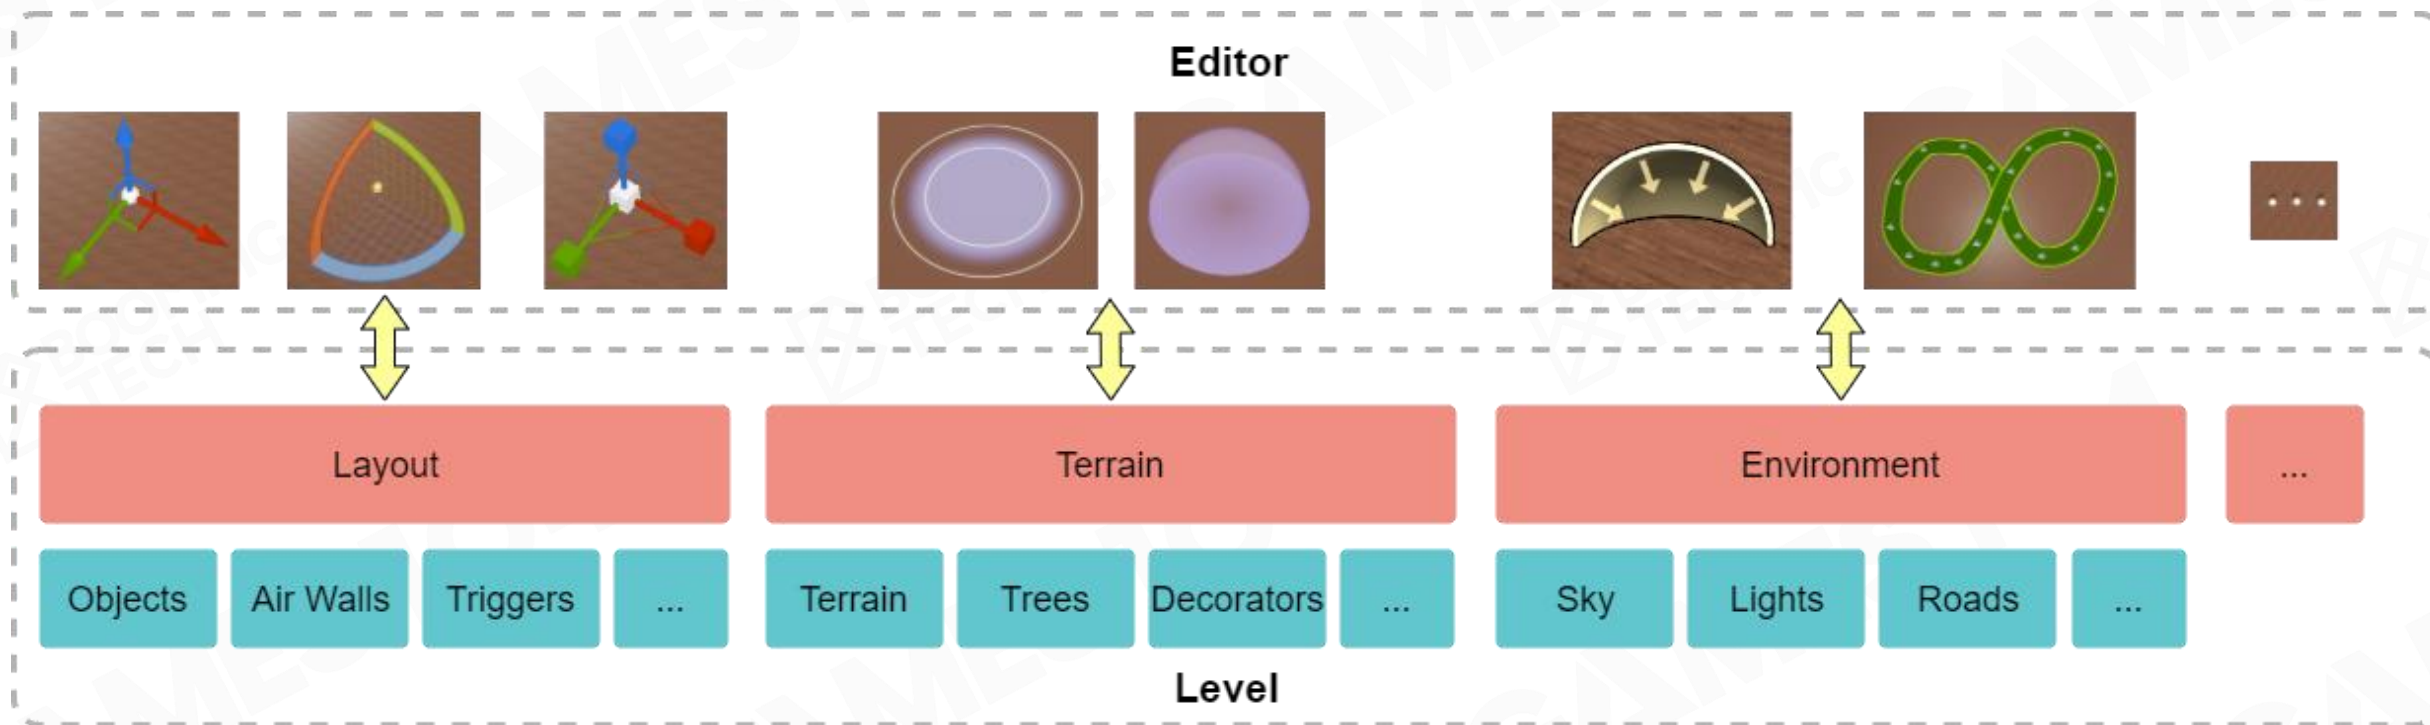 Editor
Layout
Terrain
Environment
...
Objects
Air Walls
Triggers
...
Terrain
Trees
Decorators
...
Sky
Lights
Roads
...
Level